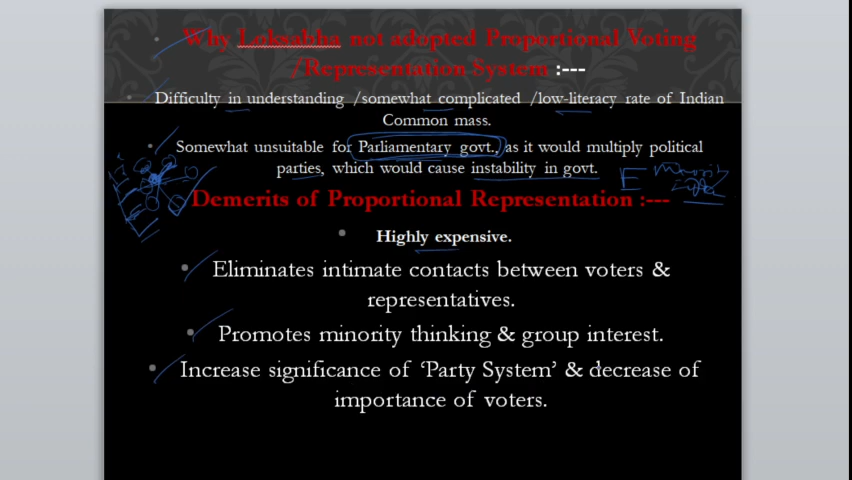 Why Loksabha not adopted Proportional Voting
/Representation System :---
Difficulty in understanding /somewhat complicated /low-literacy rate of Indian
Common mass.
Somewhat unsuitable for Parliamentary govt., as it would multiply political
parties, which would cause instability in govt.
Demerits of Proportional Representation :---
Highly expensive.
Eliminates intimate contacts between voters &
representatives.
Promotes minority thinking & group interest.
Increase significance of ‘Party System’ & decrease of
importance of voters.